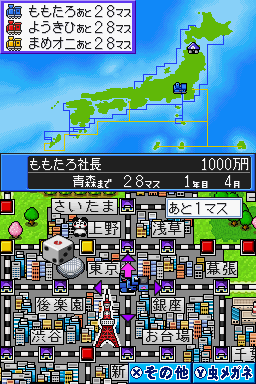 ももたろあと28マス
ようきひあと28マス
まめオニあと28マス
ももたろ社長 1000万円
青森まで 28マス 1年目 4月
さいたま
あと1マス
上野
浅草
東京
幕張
後楽園
銀座
渋谷
お台場
新
千
Xその他 Y虫メガネ